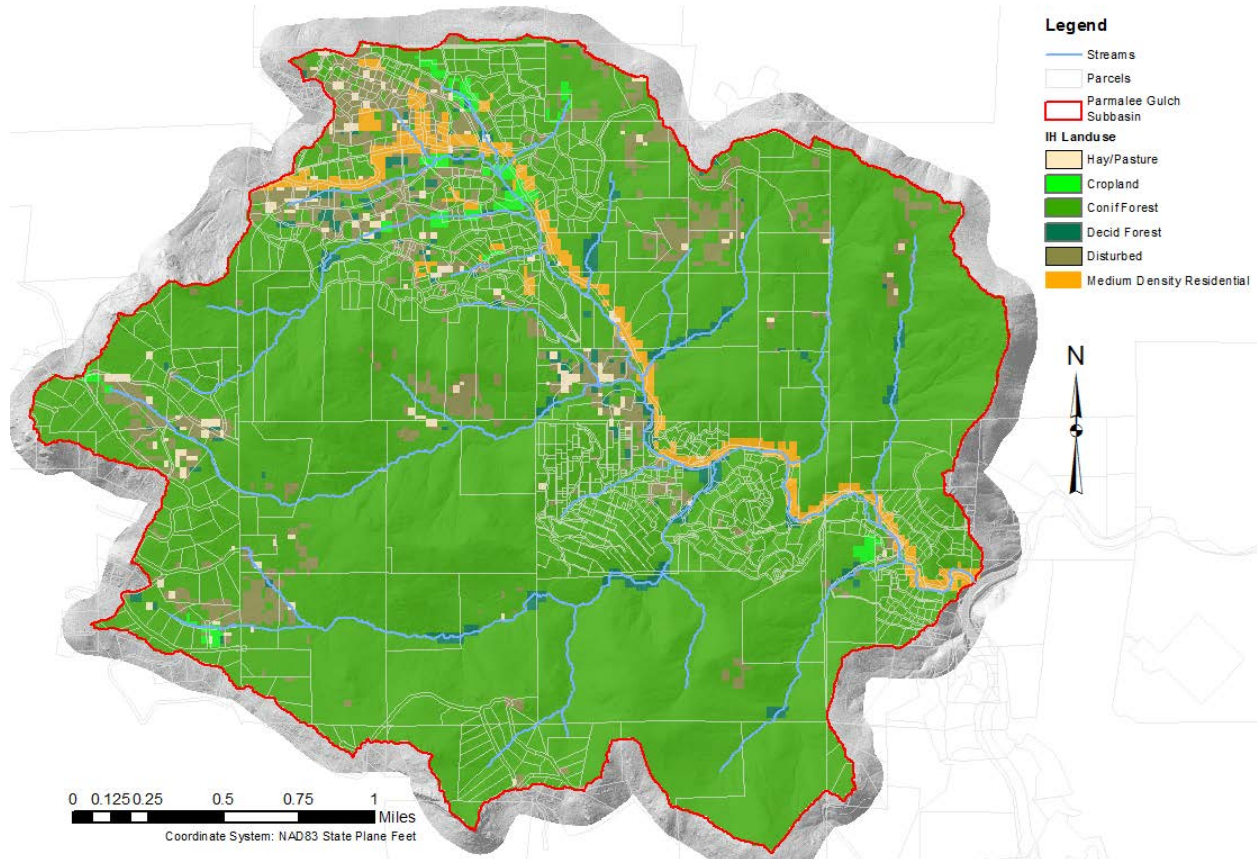 Legend
Streams
Parcels
Parmalee Gulch
Subbasin
IH Landuse
Hay/Pasture
Cropland
Conif Forest
Decid Forest
Disturbed
Medium Density Residential
N
0 0.125 0.25 0.5 0.75 1
Miles
Coordinate System: NAD83 State Plane Feet